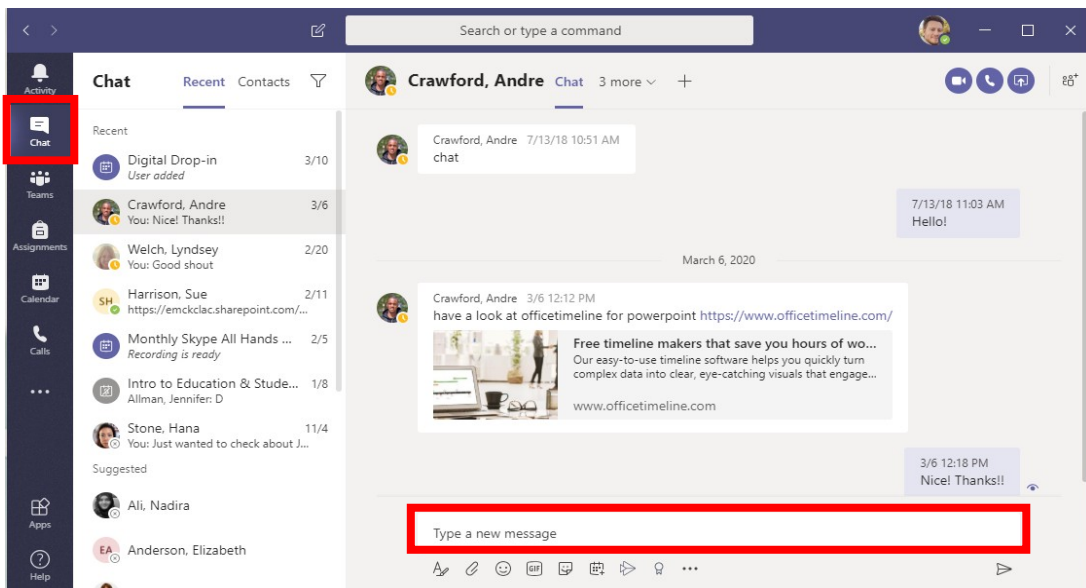 Search or type a command
Activity
Chat
Teams
Assignments
Calendar
Calls
Apps
Help
Chat Recent Contacts
Recent
Digital Drop-in 3/10
User added
Crawford, Andre 3/6
You: Nice! Thanks!!
Welch, Lyndsey 2/20
You: Good shout
SH
Harrison, Sue 2/11
https://emckclac.sharepoint.com/...
Monthly Skype All Hands ... 2/5
Recording is ready
Intro to Education & Stude... 1/8
Allman, Jennifer: D
Stone, Hana 11/4
You: Just wanted to check about J...
Suggested
Ali, Nadira
EA
Anderson, Elizabeth
Crawford, Andre Chat 3 more
Crawford, Andre 7/13/18 10:51 AM
chat
7/13/18 11:03 AM
Hello!
March 6, 2020
Crawford, Andre 3/6 12:12 PM
have a look at officetimeline for powerpoint https://www.officetimeline.com/
Free timeline makers that save you hours of wo...
Our easy-to-use timeline software helps you quickly turn
complex data into clear, eye-catching visuals that engage...
www.officetimeline.com
3/6 12:18 PM
Nice! Thanks!!
Type a new message
GIF